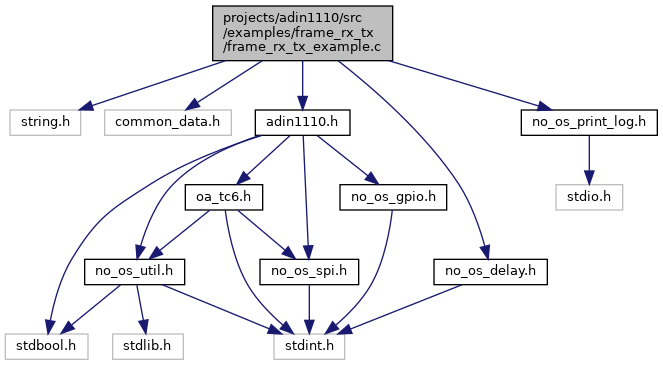 projects/adin1110/src
/examples/frame_rx_tx
/frame_rx_tx_example.c
string.h
common_data.h
adin1110.h
no_os_print_log.h
oa_tc6.h
no_os_gpio.h
stdio.h
no_os_util.h
no_os_spi.h
no_os_delay.h
stdbool.h
stdlib.h
stdint.h